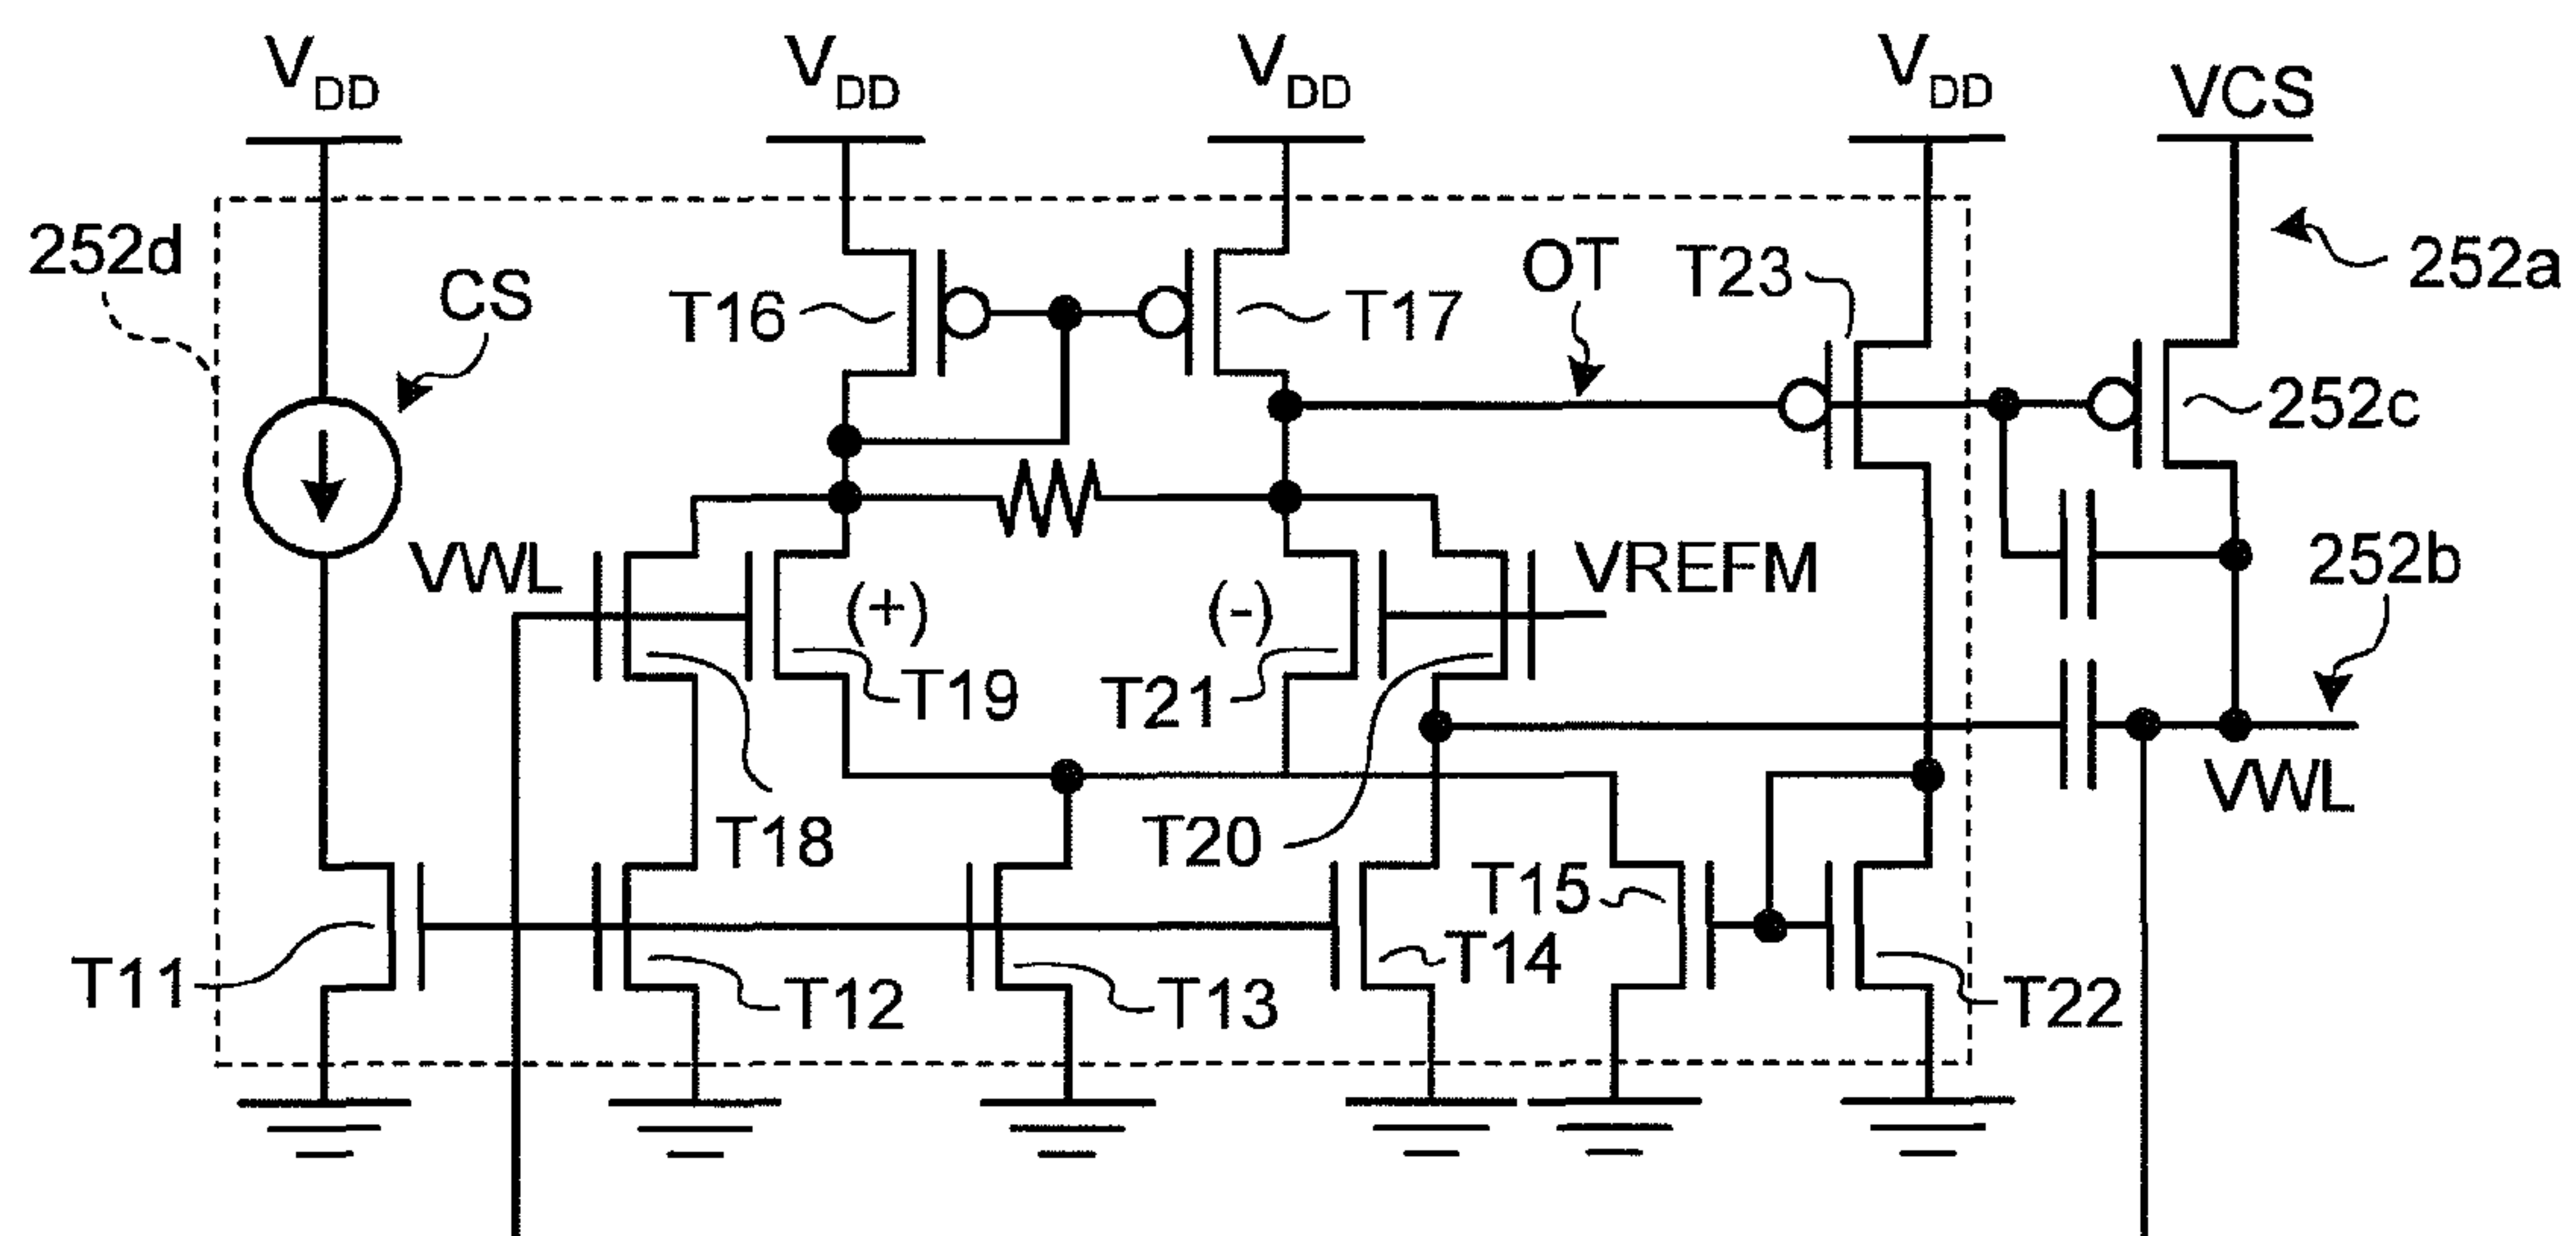 VDD
VDD
VDD
VDD
VCS
252d
CS
T16
T17
OT
T23
252a
252c
VWL
(+)
(-)
VREFM
252b
T19
T21
VWL
T18
T20
T15
T14
T11
T12
T13
T22